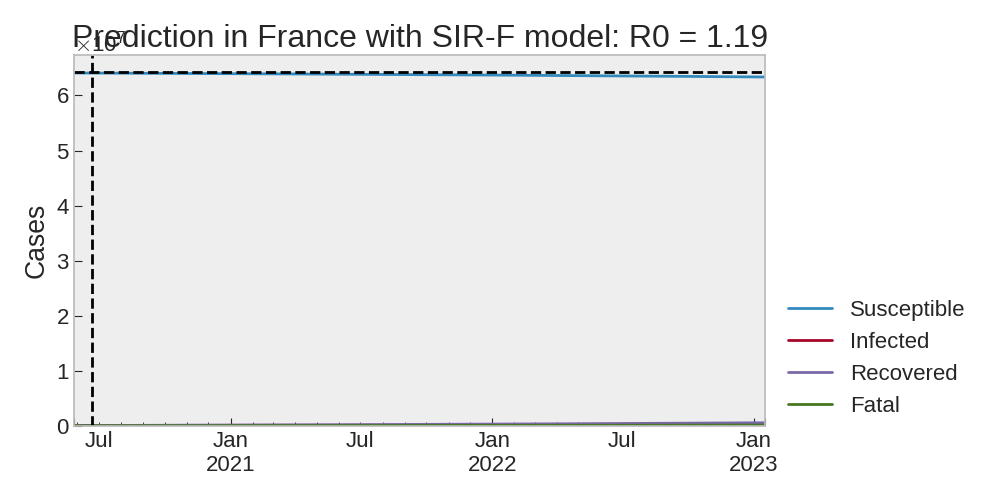 Prediction in France with SIR-F model: R0 = 1.19
×10⁷
Cases
6
5
4
3
2
1
0
Jul Jan Jul Jan Jul Jan
2021 2022 2023
Susceptible
Infected
Recovered
Fatal